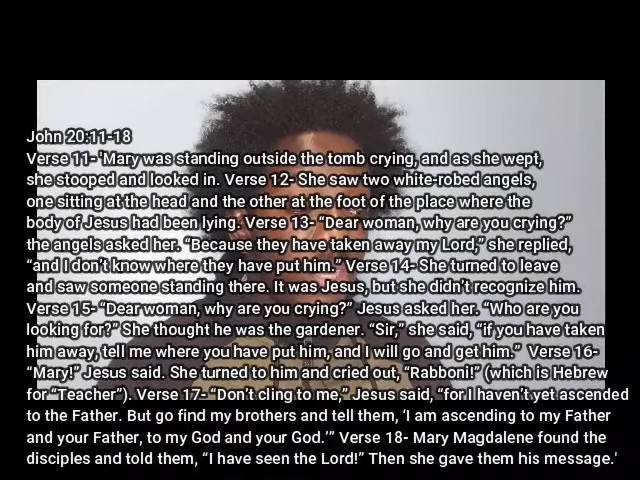 John 20:11-18
Verse 11- 'Mary was standing outside the tomb crying, and as she wept,
she stooped and looked in. Verse 12- She saw two white-robed angels,
one sitting at the head and the other at the foot of the place where the
body of Jesus had been lying. Verse 13- “Dear woman, why are you crying?”
the angels asked her. “Because they have taken away my Lord,” she replied,
“and I don’t know where they have put him.” Verse 14- She turned to leave
and saw someone standing there. It was Jesus, but she didn’t recognize him.
Verse 15- “Dear woman, why are you crying?” Jesus asked her. “Who are you
looking for?” She thought he was the gardener. “Sir,” she said, “if you have taken
him away, tell me where you have put him, and I will go and get him.”  Verse 16-
“Mary!” Jesus said. She turned to him and cried out, “Rabboni!” (which is Hebrew
for “Teacher”). Verse 17- “Don’t cling to me,” Jesus said, “for I haven’t yet ascended
to the Father. But go find my brothers and tell them, ‘I am ascending to my Father
and your Father, to my God and your God.’” Verse 18- Mary Magdalene found the
disciples and told them, “I have seen the Lord!” Then she gave them his message.'